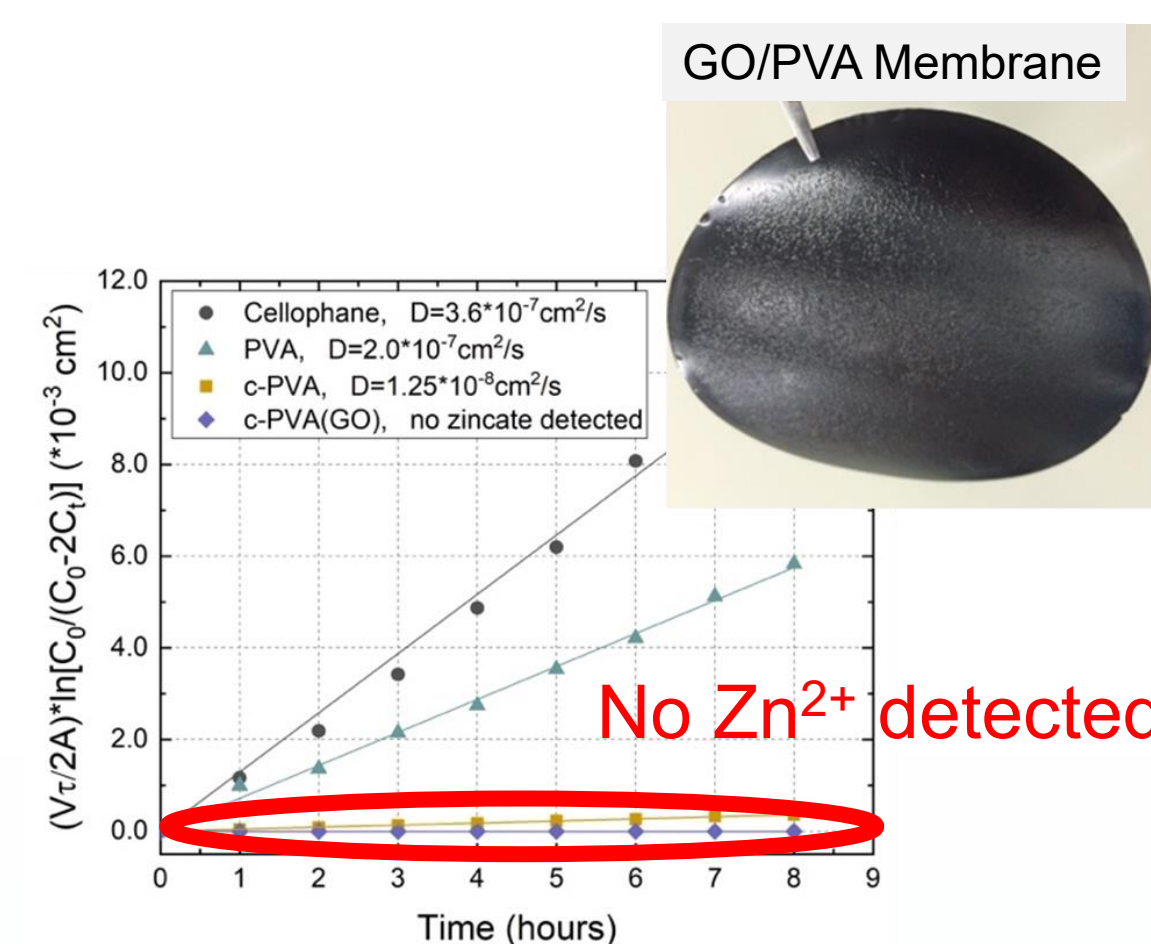 GO/PVA Membrane
12.0
10.0
8.0
6.0
4.0
2.0
0.0
(Vτ/2A)*ln[C₀/(C₀-2Cₜ)] (*10⁻³ cm²)
Cellophane, D=3.6*10⁻⁷cm²/s
PVA, D=2.0*10⁻⁷cm²/s
c-PVA, D=1.25*10⁻⁸cm²/s
c-PVA(GO), no zincate detected
No Zn²⁺ detected
0 1 2 3 4 5 6 7 8 9
Time (hours)